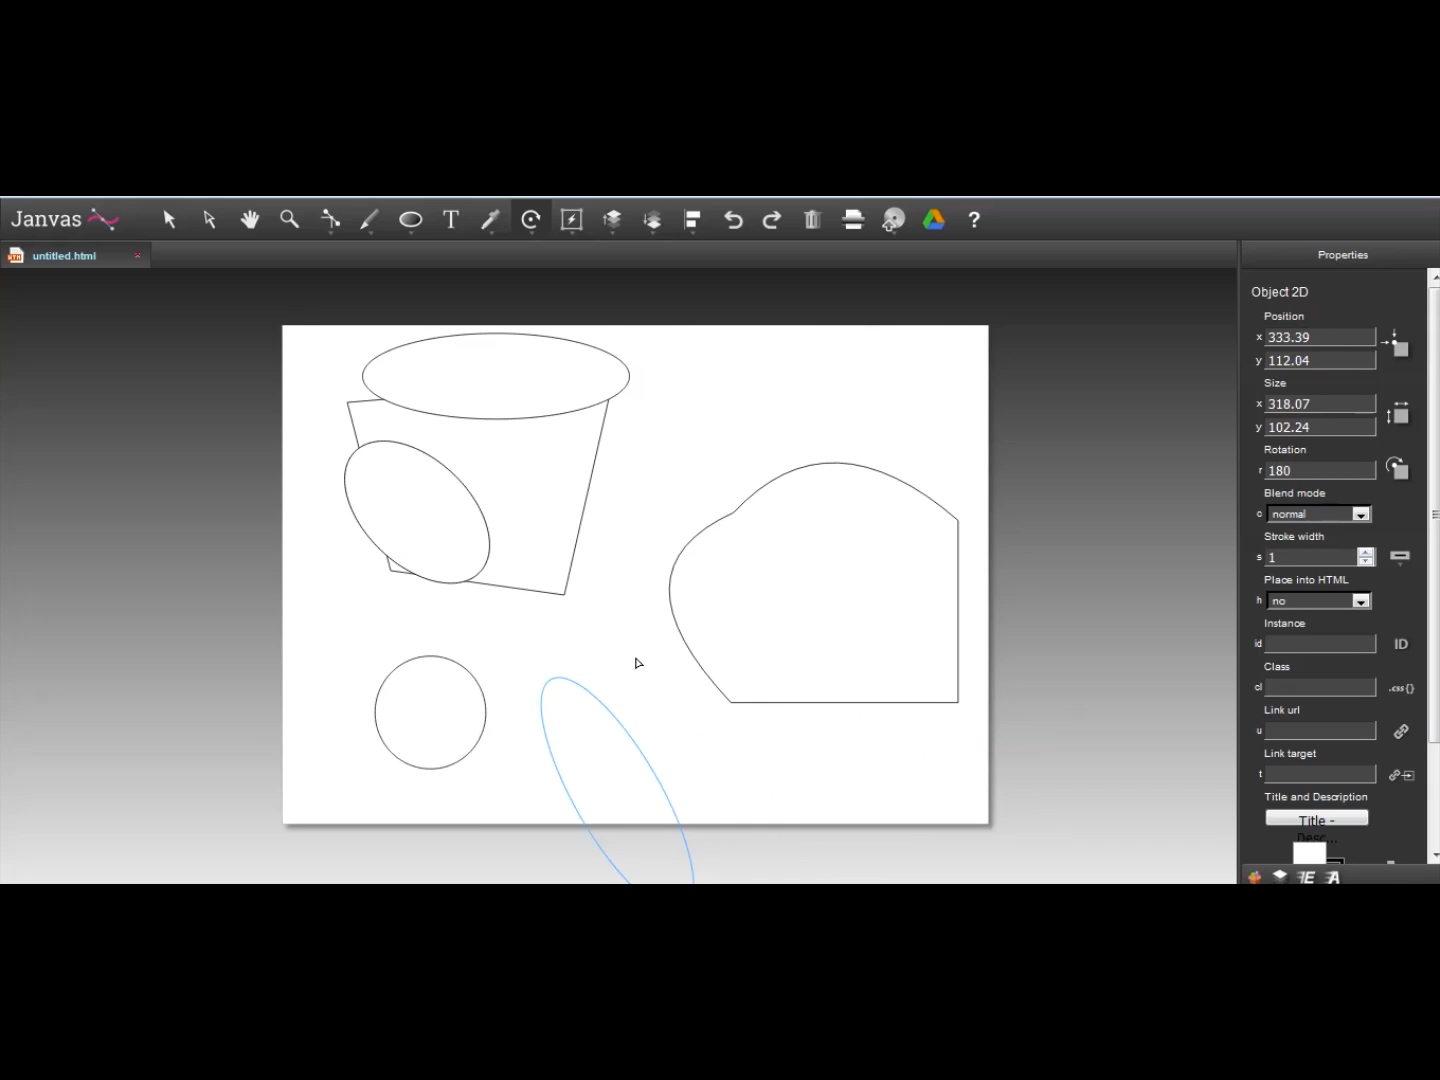 Janvas
T
?
untitled.html
Properties
Object 2D
Position
x 333.39
y 112.04
Size
x 318.07
y 102.24
Rotation
r 180
Blend mode
c normal
Stroke width
s 1
Place into HTML
h no
Instance
id ID
Class
cl .css{}
Link url
u
Link target
t
Title and Description
Title -
Desc...
E A